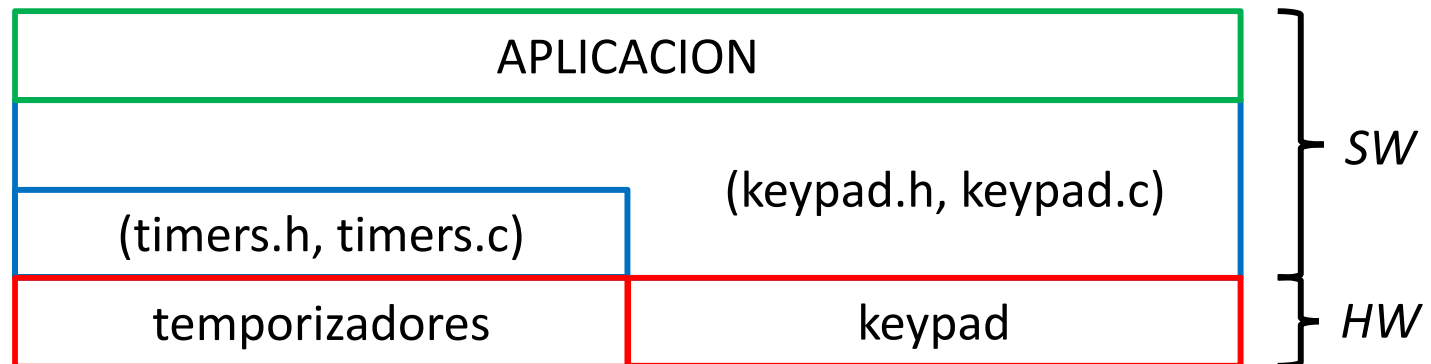 APLICACION
SW
(keypad.h, keypad.c)
(timers.h, timers.c)
temporizadores
keypad
HW